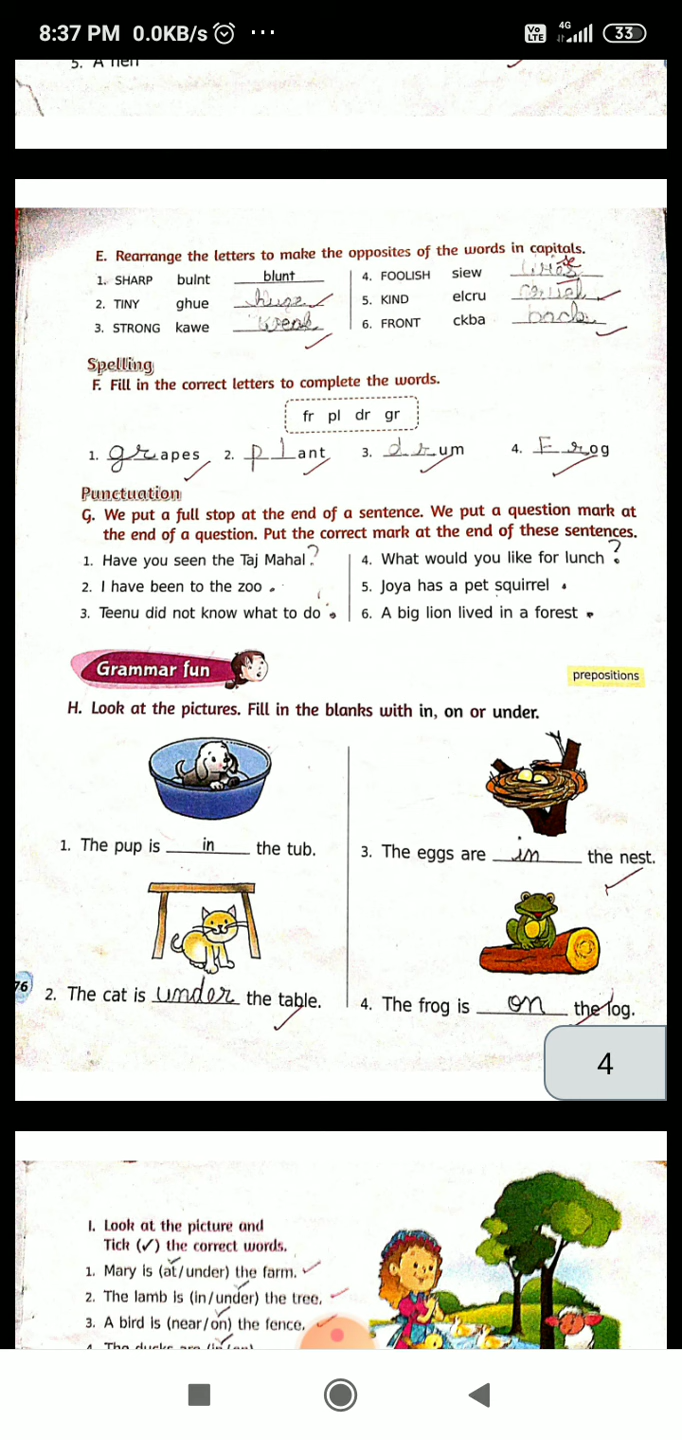 8:37 PM 0.0KB/s ...
Vo LTE 4G 33
5. A hen
E. Rearrange the letters to make the opposites of the words in capitals.
1. SHARP bulnt blunt
2. TINY ghue huge
3. STRONG kawe weak
4. FOOLISH siew
5. KIND elcru
6. FRONT ckba back
Spelling
F. Fill in the correct letters to complete the words.
fr pl dr gr
1. grapes 2. plant 3. drum 4. Frog
Punctuation
G. We put a full stop at the end of a sentence. We put a question mark at
the end of a question. Put the correct mark at the end of these sentences.
1. Have you seen the Taj Mahal ?
2. I have been to the zoo .
3. Teenu did not know what to do .
4. What would you like for lunch ?
5. Joya has a pet squirrel .
6. A big lion lived in a forest .
Grammar fun
prepositions
H. Look at the pictures. Fill in the blanks with in, on or under.
1. The pup is in the tub.
3. The eggs are in the nest.
76
2. The cat is under the table.
4. The frog is on the log.
4
I. Look at the picture and
Tick (✓) the correct words.
1. Mary is (at/under) the farm.
2. The lamb is (in/under) the tree.
3. A bird is (near/on) the fence.
4. The ducks are